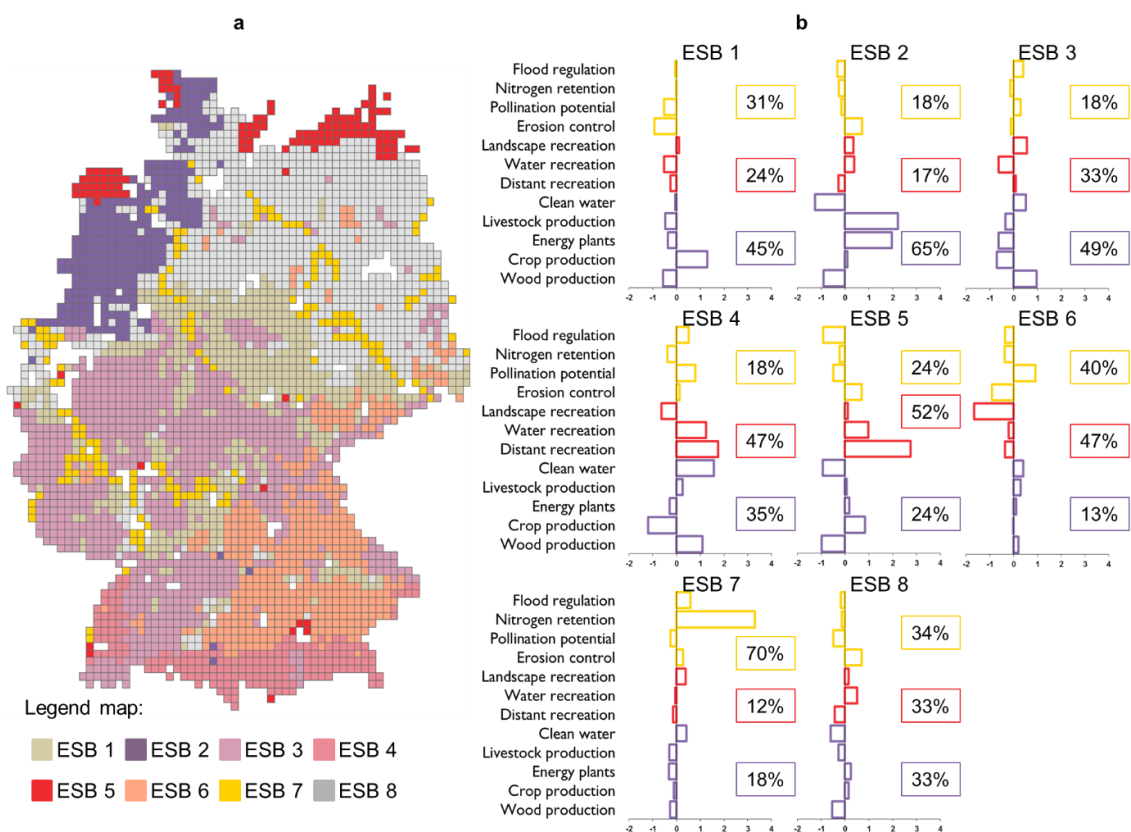 a
b
ESB 1
ESB 2
ESB 3
Flood regulation
Nitrogen retention
Pollination potential
Erosion control
Landscape recreation
Water recreation
Distant recreation
Clean water
Livestock production
Energy plants
Crop production
Wood production
31%
18%
18%
24%
17%
33%
45%
65%
49%
-2 -1 0 1 2 3 4
-2 -1 0 1 2 3 4
-2 -1 0 1 2 3 4
ESB 4
ESB 5
ESB 6
Flood regulation
Nitrogen retention
Pollination potential
Erosion control
Landscape recreation
Water recreation
Distant recreation
Clean water
Livestock production
Energy plants
Crop production
Wood production
18%
24%
40%
47%
52%
47%
35%
24%
13%
-2 -1 0 1 2 3 4
-2 -1 0 1 2 3 4
-2 -1 0 1 2 3 4
ESB 7
ESB 8
Flood regulation
Nitrogen retention
Pollination potential
Erosion control
Landscape recreation
Water recreation
Distant recreation
Clean water
Livestock production
Energy plants
Crop production
Wood production
70%
34%
12%
33%
18%
33%
-2 -1 0 1 2 3 4
-2 -1 0 1 2 3 4
Legend map:
ESB 1 ESB 2 ESB 3 ESB 4
ESB 5 ESB 6 ESB 7 ESB 8